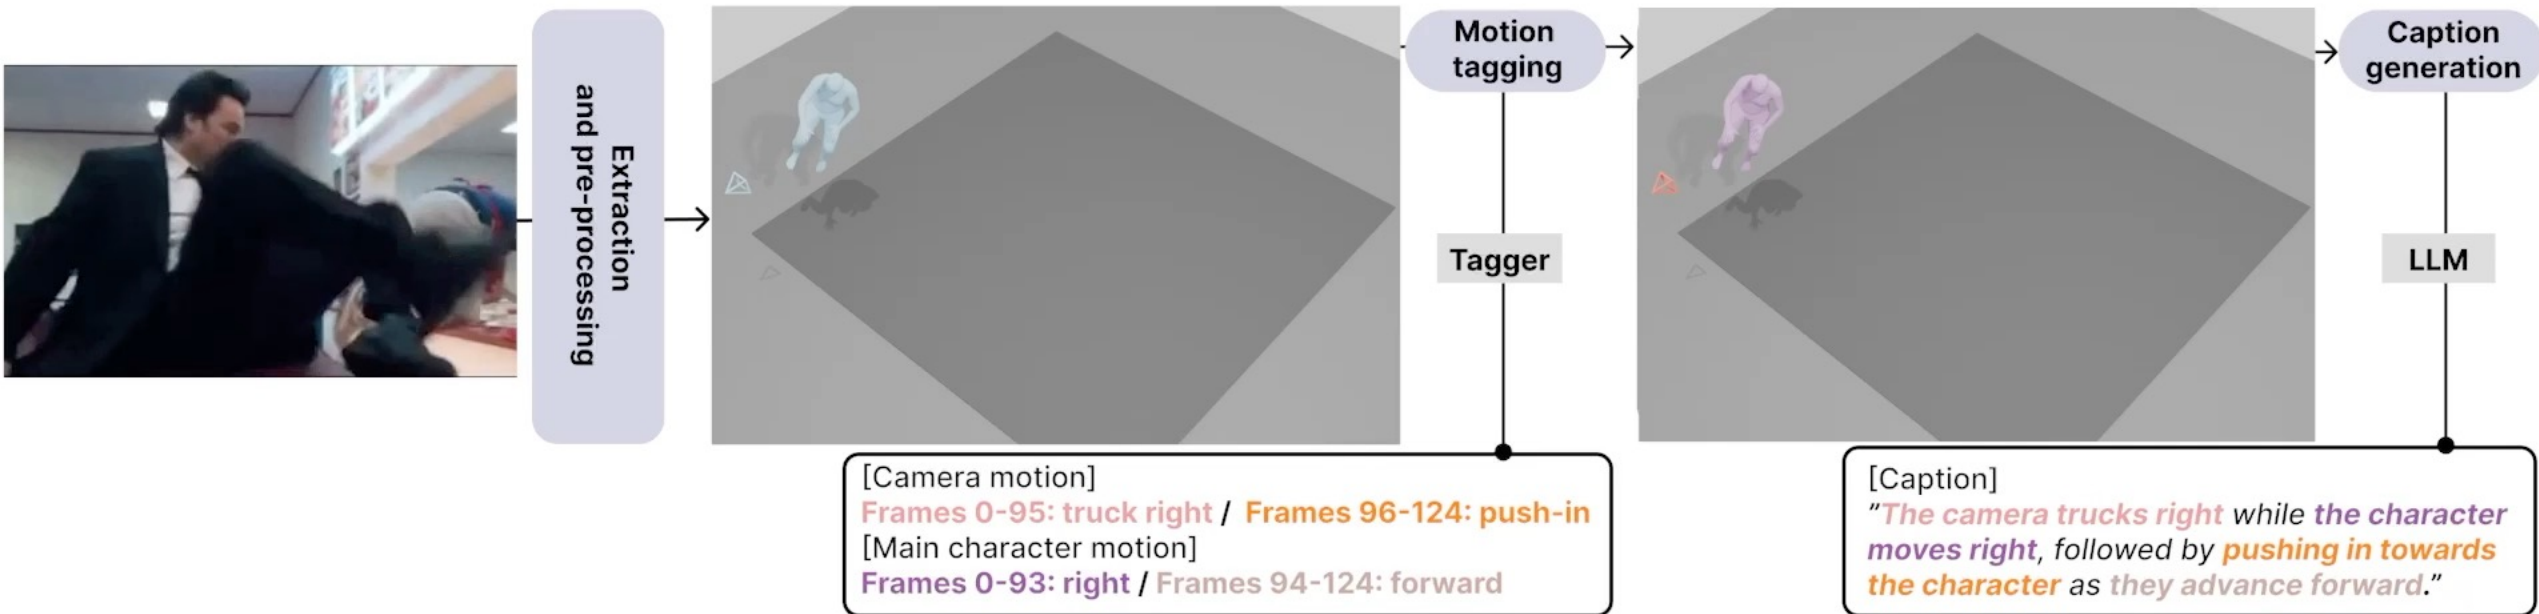 Extraction
and pre-processing
Motion
tagging
Tagger
[Camera motion]
Frames 0-95: truck right / Frames 96-124: push-in
[Main character motion]
Frames 0-93: right / Frames 94-124: forward
Caption
generation
LLM
[Caption]
"The camera trucks right while the character
moves right, followed by pushing in towards
the character as they advance forward."